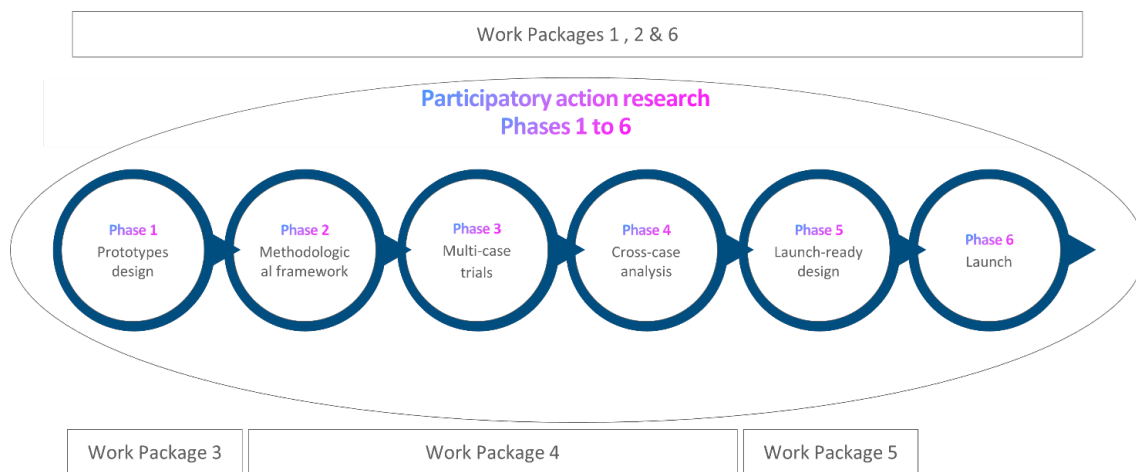 Work Packages 1 , 2 & 6
Participatory action research
Phases 1 to 6
Phase 1
Prototypes
design
Phase 2
Methodologic
al framework
Phase 3
Multi-case
trials
Phase 4
Cross-case
analysis
Phase 5
Launch-ready
design
Phase 6
Launch
Work Package 3
Work Package 4
Work Package 5